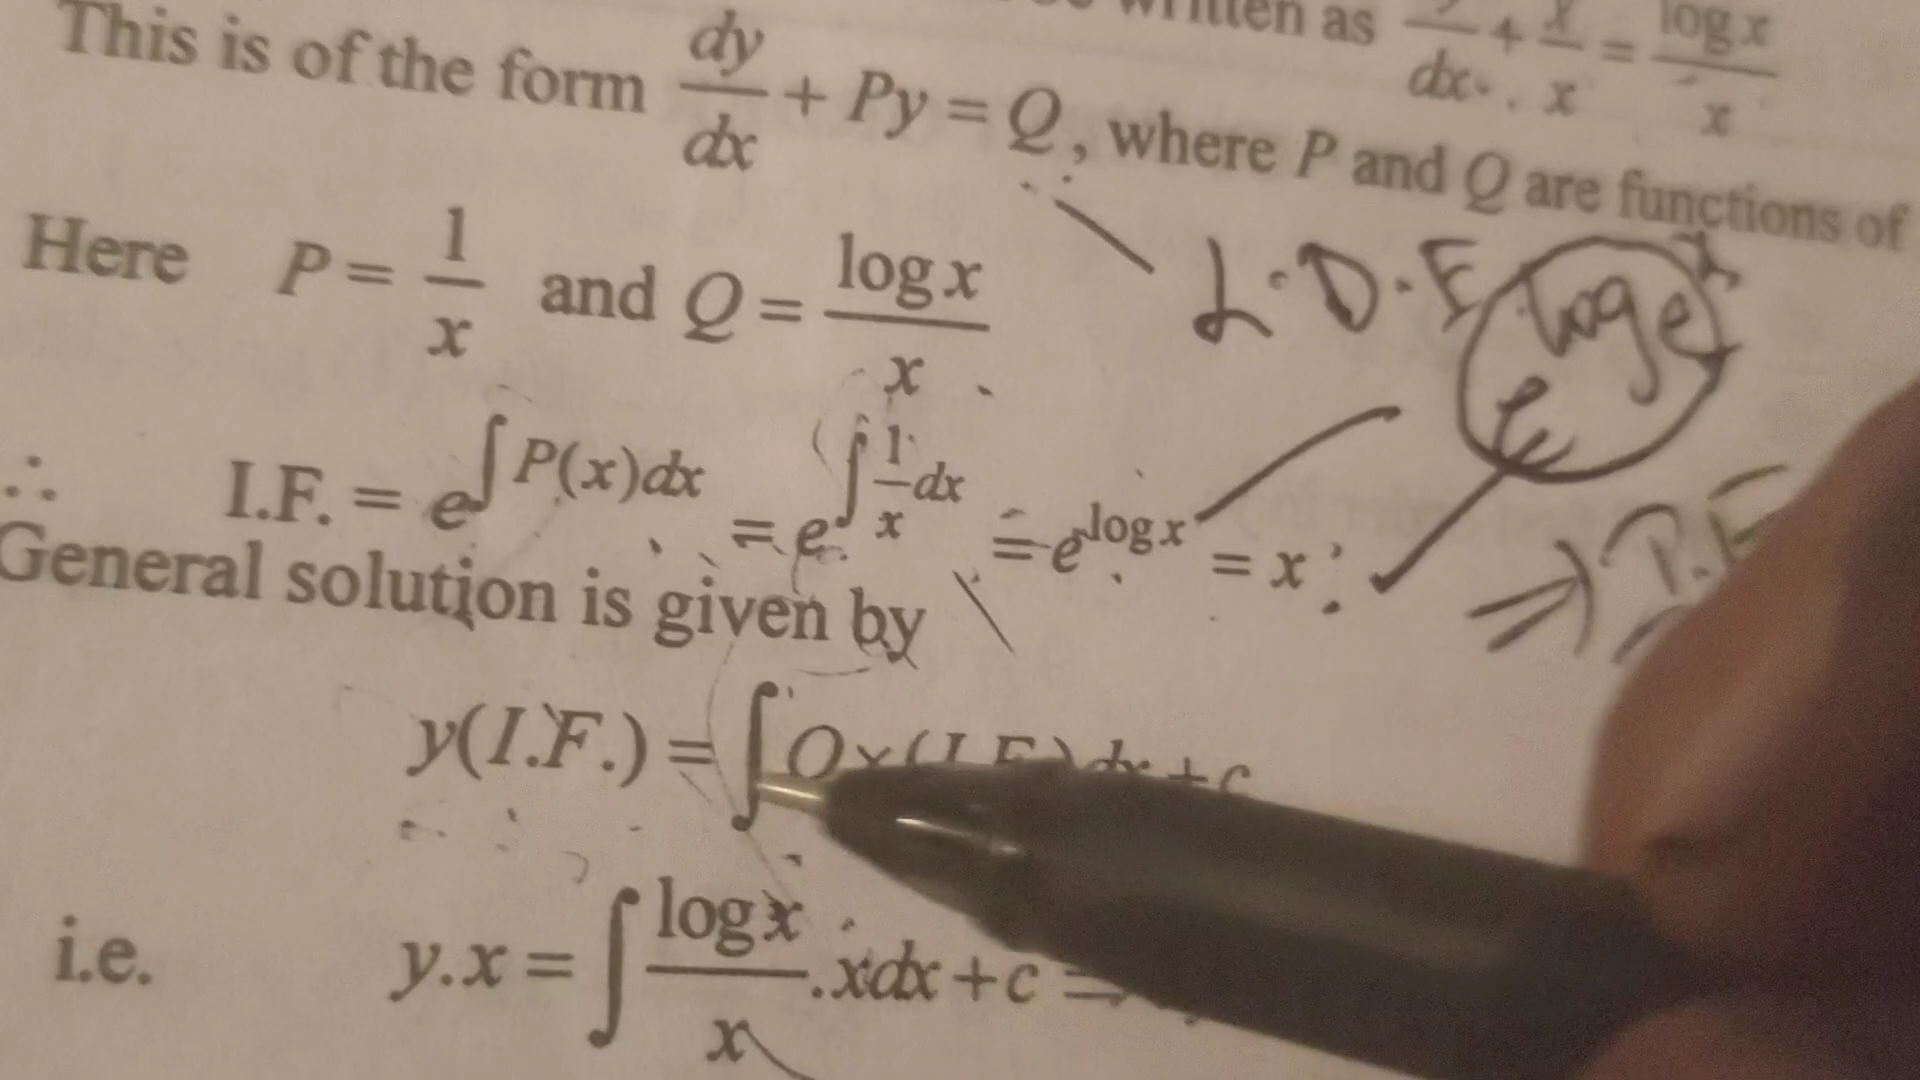 written as y/dx + y/x = log x/x
This is of the form dy/dx + Py = Q, where P and Q are functions of
Here P = 1/x and Q = log x/x
L.D.E
log e^x
e
∴ I.F. = e^∫P(x)dx = e^∫1/x dx = e^log x = x
⇒ I.F
General solution is given by
y(I.F.) = ∫Q×(I.F.)dx + c
i.e. y.x = ∫ log x/x .xdx + c =